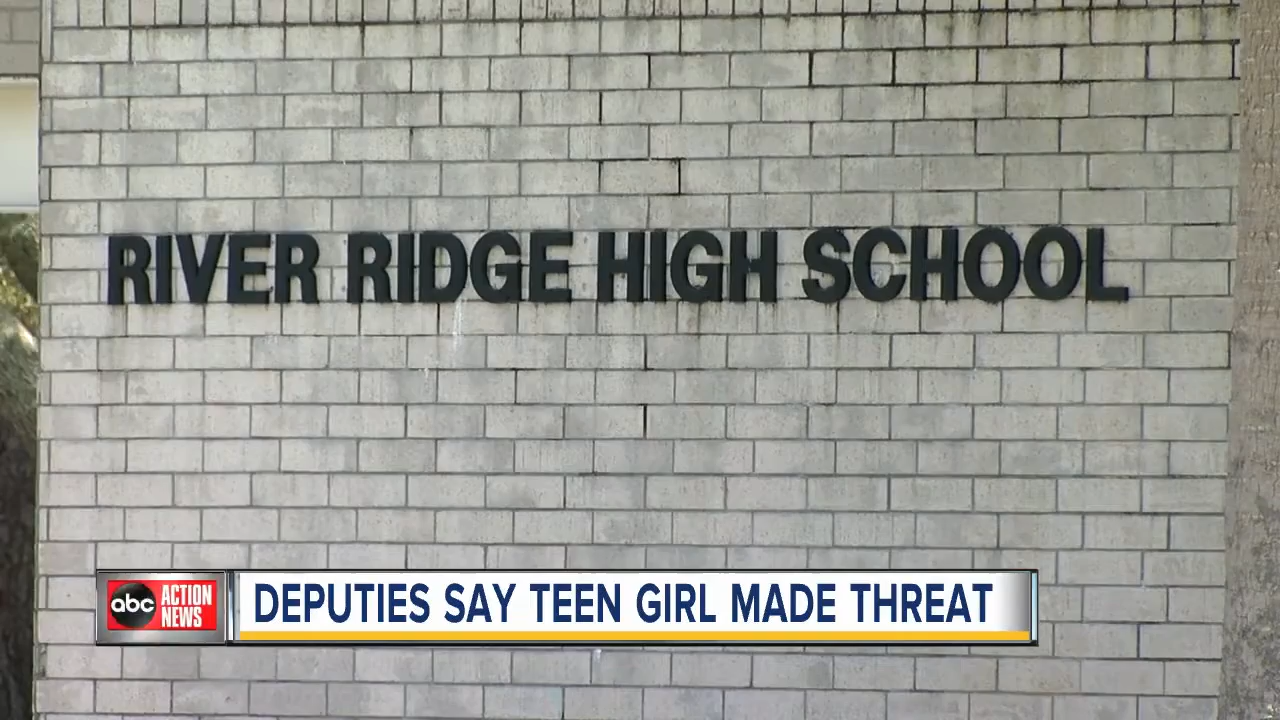 RIVER RIDGE HIGH SCHOOL
abc ACTION NEWS
DEPUTIES SAY TEEN GIRL MADE THREAT